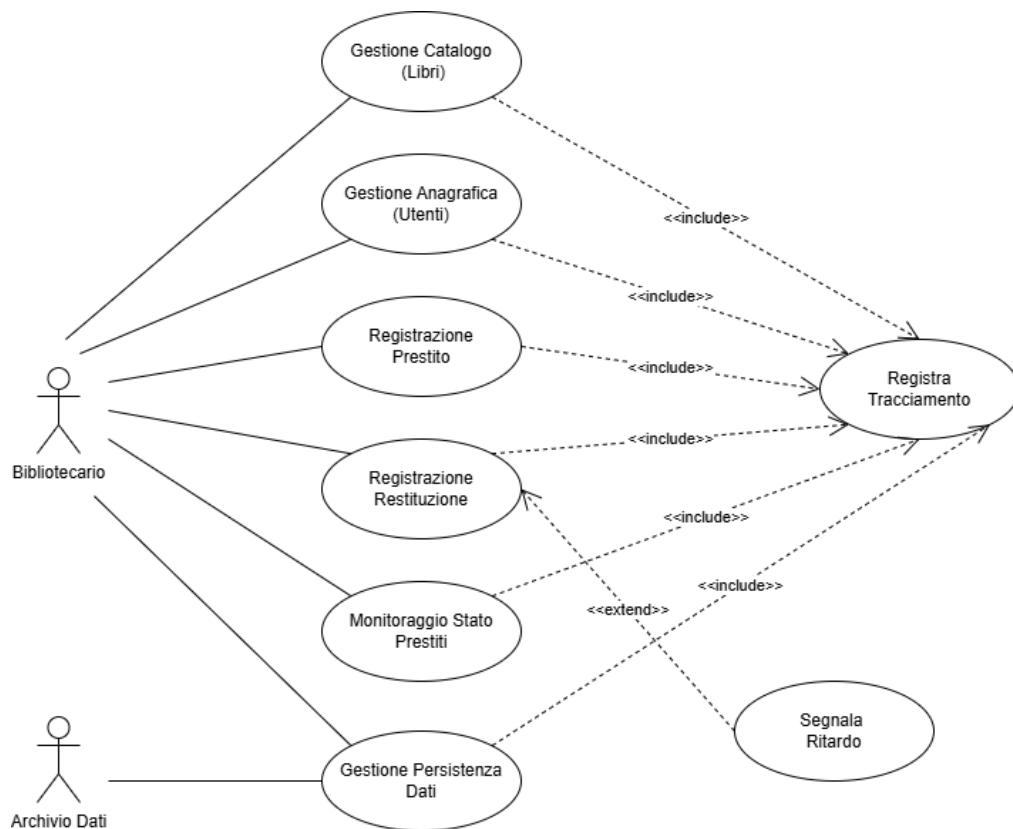 Gestione Catalogo
(Libri)
Gestione Anagrafica
(Utenti)
<<include>>
<<include>>
Registrazione
Prestito
<<include>>
Registra
Tracciamento
Bibliotecario
<<include>>
Registrazione
Restituzione
<<include>>
<<include>>
<<extend>>
Monitoraggio Stato
Prestiti
Segnala
Ritardo
Gestione Persistenza
Dati
Archivio Dati